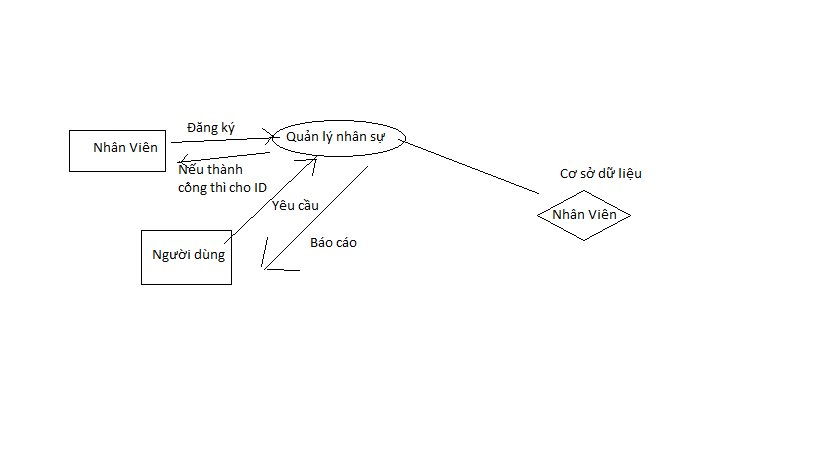 Đăng ký
Quản lý nhân sự
Nhân Viên
Nếu thành
công thì cho ID
Cơ sở dữ liệu
Yêu cầu
Nhân Viên
Báo cáo
Người dùng